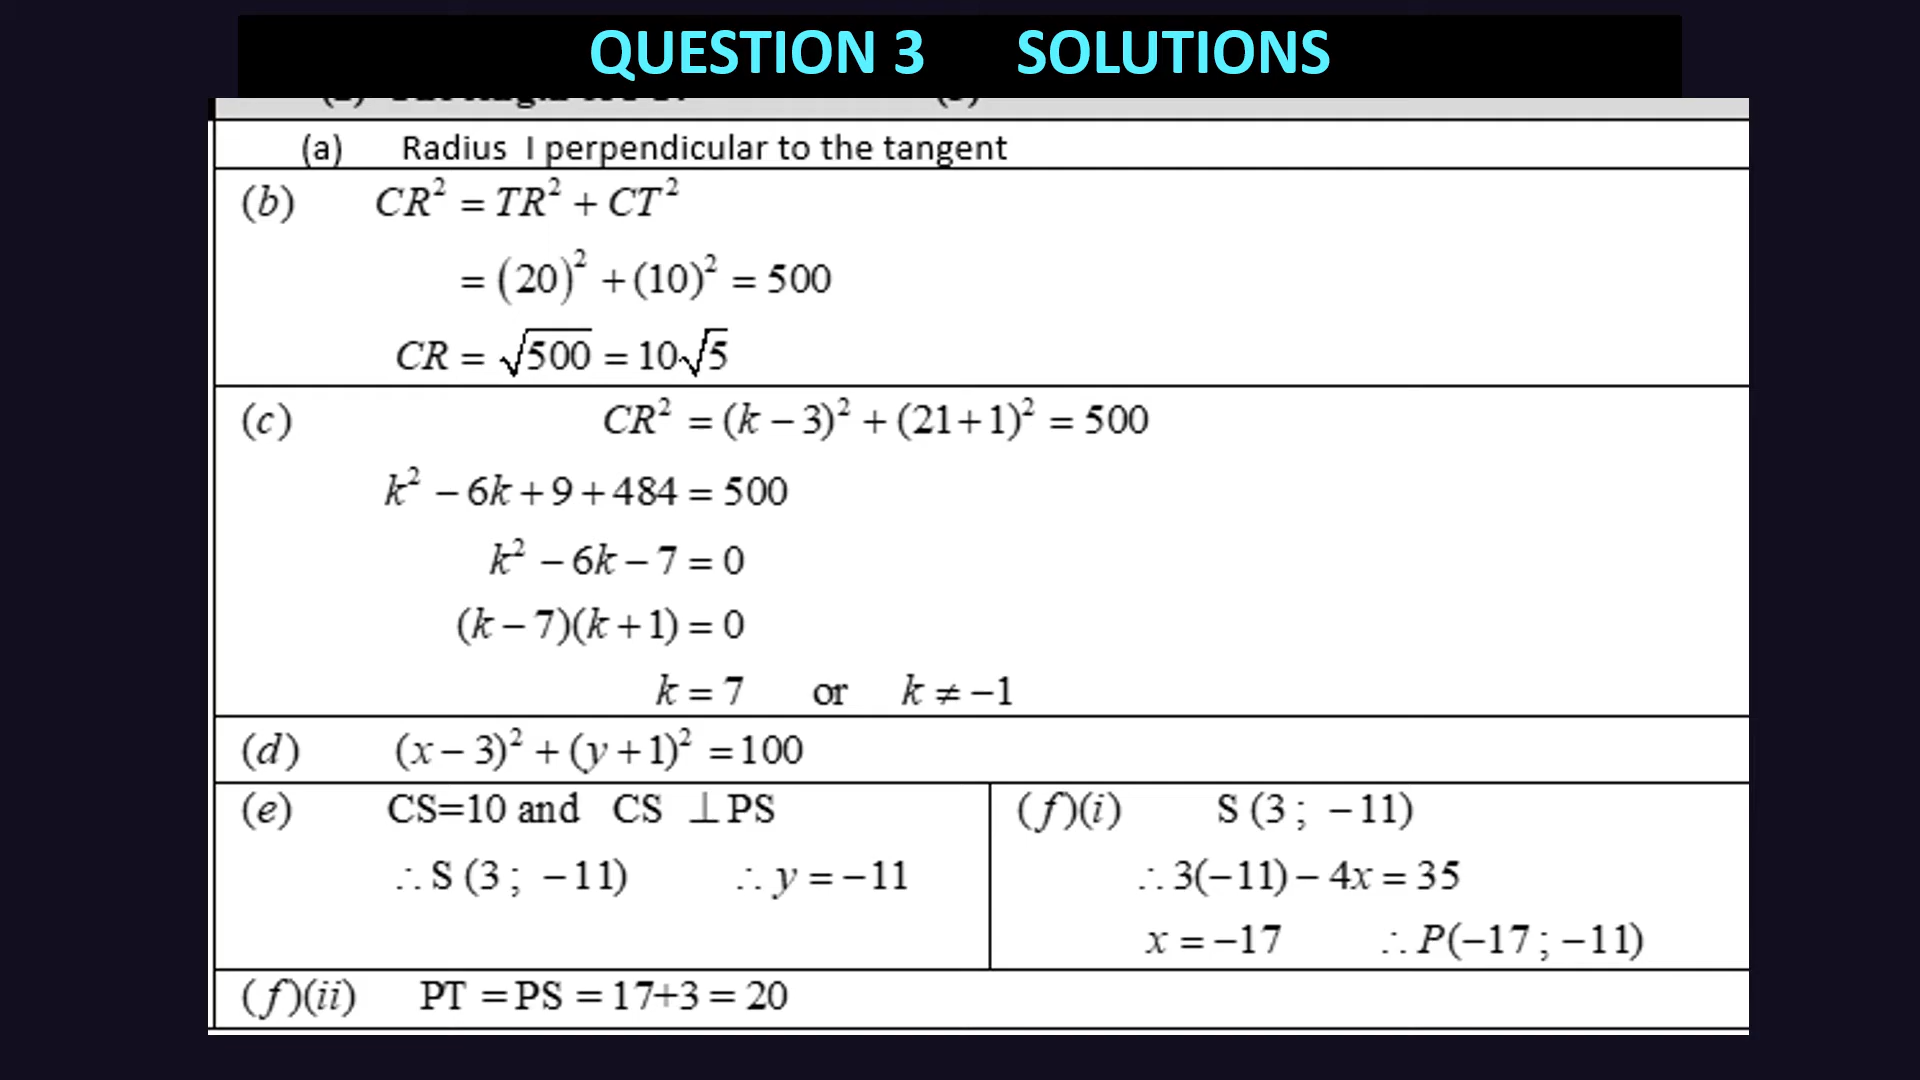 QUESTION 3 SOLUTIONS
(a) Radius I perpendicular to the tangent
(b) CR² = TR² + CT²
= (20)² + (10)² = 500
CR = √500 = 10√5
(c) CR² = (k − 3)² + (21 + 1)² = 500
k² − 6k + 9 + 484 = 500
k² − 6k − 7 = 0
(k − 7)(k + 1) = 0
k = 7 or k ≠ −1
(d) (x − 3)² + (y + 1)² = 100
(e) CS=10 and CS ⊥PS
∴ S (3 ; −11) ∴ y = −11
(f)(i) S (3 ; −11)
∴ 3(−11) − 4x = 35
x = −17 ∴ P(−17 ; −11)
(f)(ii) PT = PS = 17+3 = 20